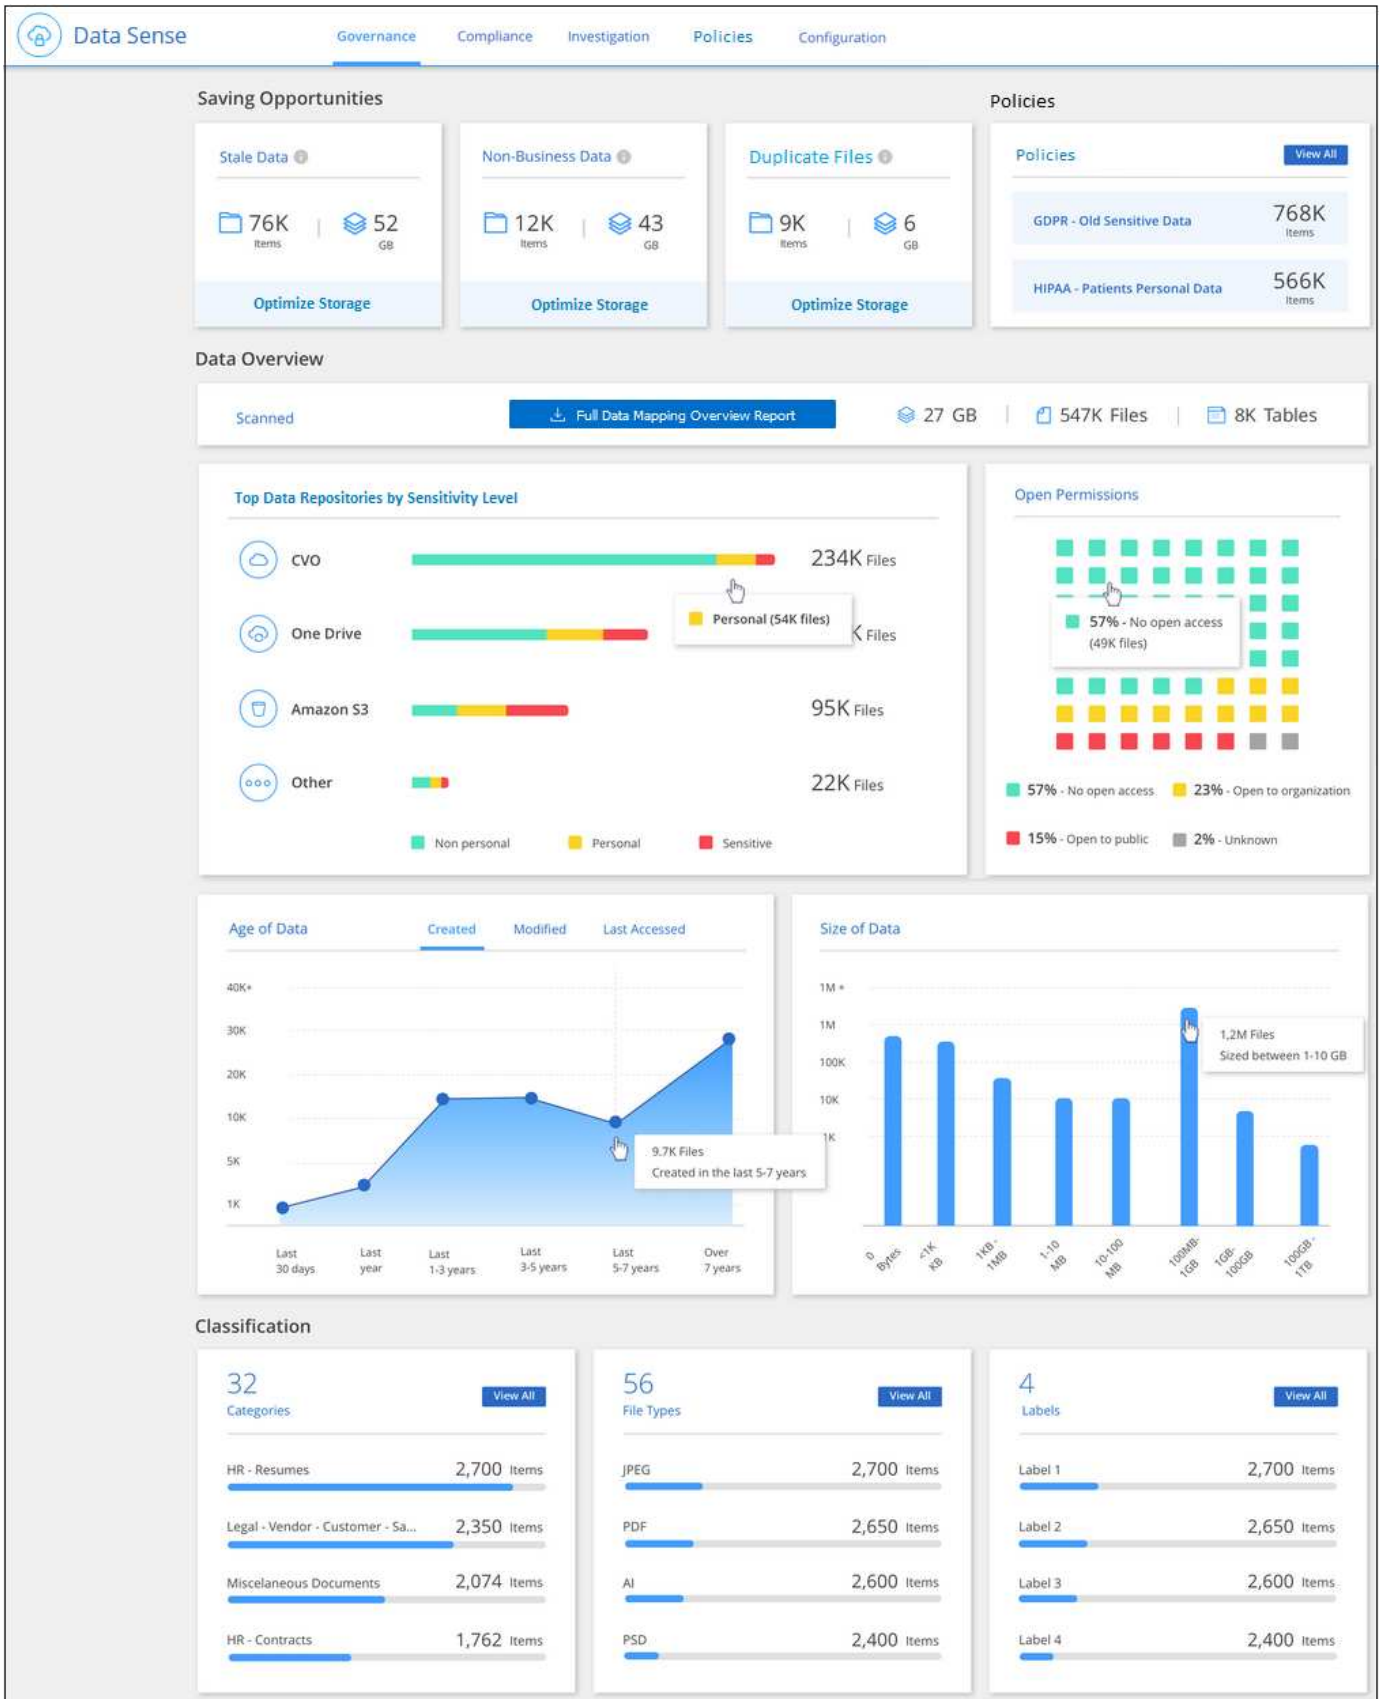 Data Sense
Governance Compliance Investigation Policies Configuration
Saving Opportunities
Policies
Stale Data
76K Items
52 GB
Optimize Storage
Non-Business Data
12K Items
43 GB
Optimize Storage
Duplicate Files
9K Items
6 GB
Optimize Storage
Policies
View All
GDPR - Old Sensitive Data
768K Items
HIPAA - Patients Personal Data
566K Items
Data Overview
Scanned
Full Data Mapping Overview Report
27 GB
547K Files
8K Tables
Top Data Repositories by Sensitivity Level
CVO
234K Files
Personal (54K files)
One Drive
K Files
Amazon S3
95K Files
Other
22K Files
Non personal
Personal
Sensitive
Open Permissions
57% - No open access
(49K files)
57% - No open access
23% - Open to organization
15% - Open to public
2% - Unknown
Age of Data
Created
Modified
Last Accessed
40K+
30K
20K
10K
5K
1K
9.7K Files
Created in the last 5-7 years
Last
30 days
Last
year
Last
1-3 years
Last
3-5 years
Last
5-7 years
Over
7 years
Size of Data
1M +
1M
100K
10K
1K
1,2M Files
Sized between 1-10 GB
0
Bytes
<1K
KB
1KB -
1MB
1-10
MB
10-100
MB
100MB-
1GB
1GB-
100GB
100GB -
1TB
Classification
32
Categories
View All
HR - Resumes
2,700 Items
Legal - Vendor - Customer - Sa...
2,350 Items
Miscelaneous Documents
2,074 Items
HR - Contracts
1,762 Items
56
File Types
View All
JPEG
2,700 Items
PDF
2,650 Items
AI
2,600 Items
PSD
2,400 Items
4
Labels
View All
Label 1
2,700 Items
Label 2
2,650 Items
Label 3
2,600 Items
Label 4
2,400 Items